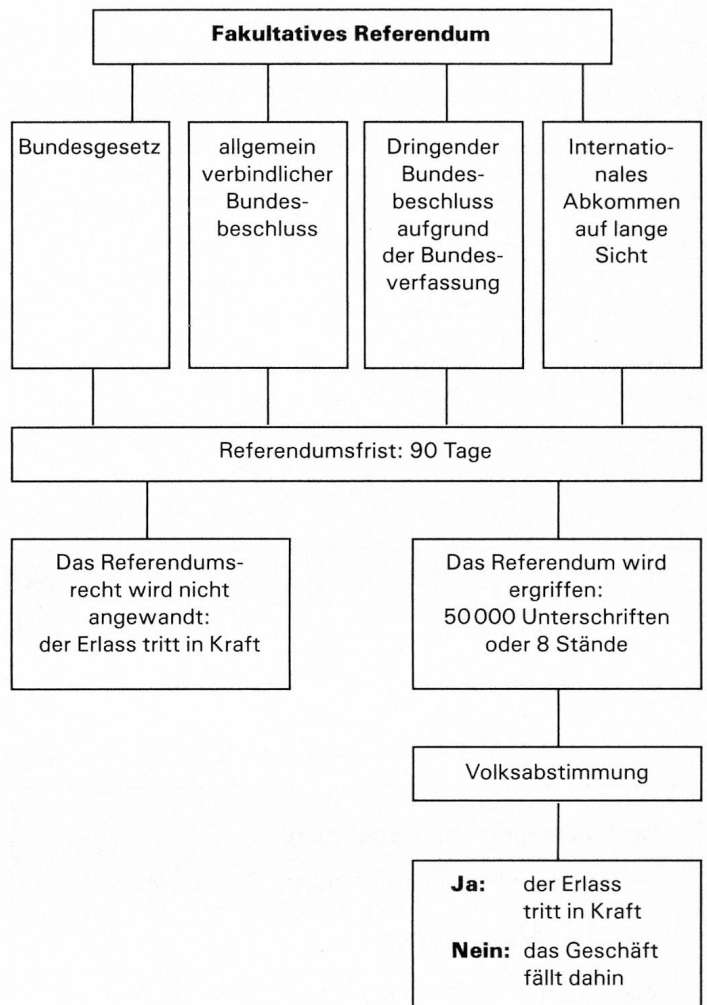 Fakultatives Referendum
Bundesgesetz
allgemein
verbindlicher
Bundes-
beschluss
Dringender
Bundes-
beschluss
aufgrund
der Bundes-
verfassung
Internatio-
nales
Abkommen
auf lange
Sicht
Referendumsfrist: 90 Tage
Das Referendums-
recht wird nicht
angewandt:
der Erlass tritt in Kraft
Das Referendum wird
ergriffen:
50 000 Unterschriften
oder 8 Stände
Volksabstimmung
Ja: der Erlass
tritt in Kraft
Nein: das Geschäft
fällt dahin